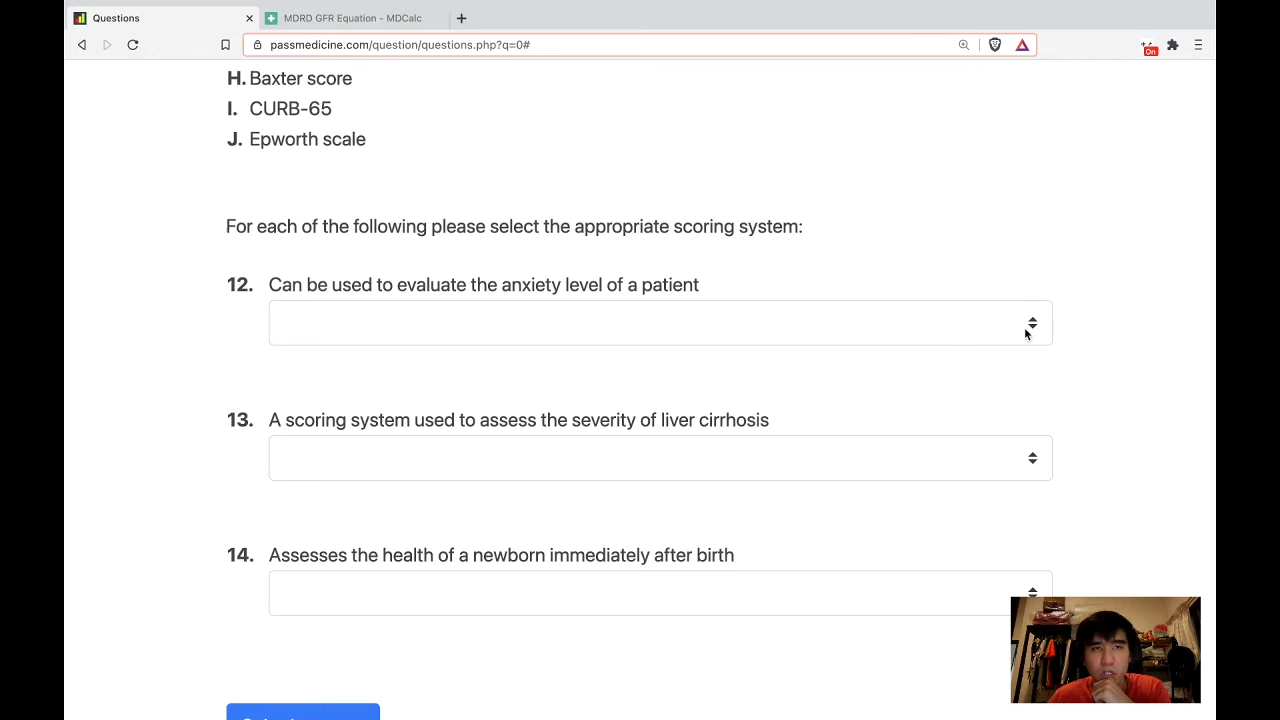 Questions
MDRD GFR Equation - MDCalc
passmedicine.com/question/questions.php?q=0#
On
H. Baxter score
I. CURB-65
J. Epworth scale
For each of the following please select the appropriate scoring system:
12. Can be used to evaluate the anxiety level of a patient
13. A scoring system used to assess the severity of liver cirrhosis
14. Assesses the health of a newborn immediately after birth